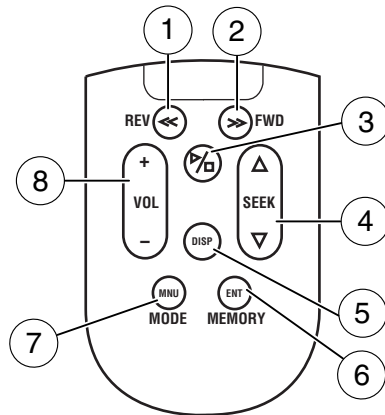 1 2
REV FWD
3
8 + VOL − SEEK 4
DISP
5
MNU ENT
7 MODE MEMORY 6